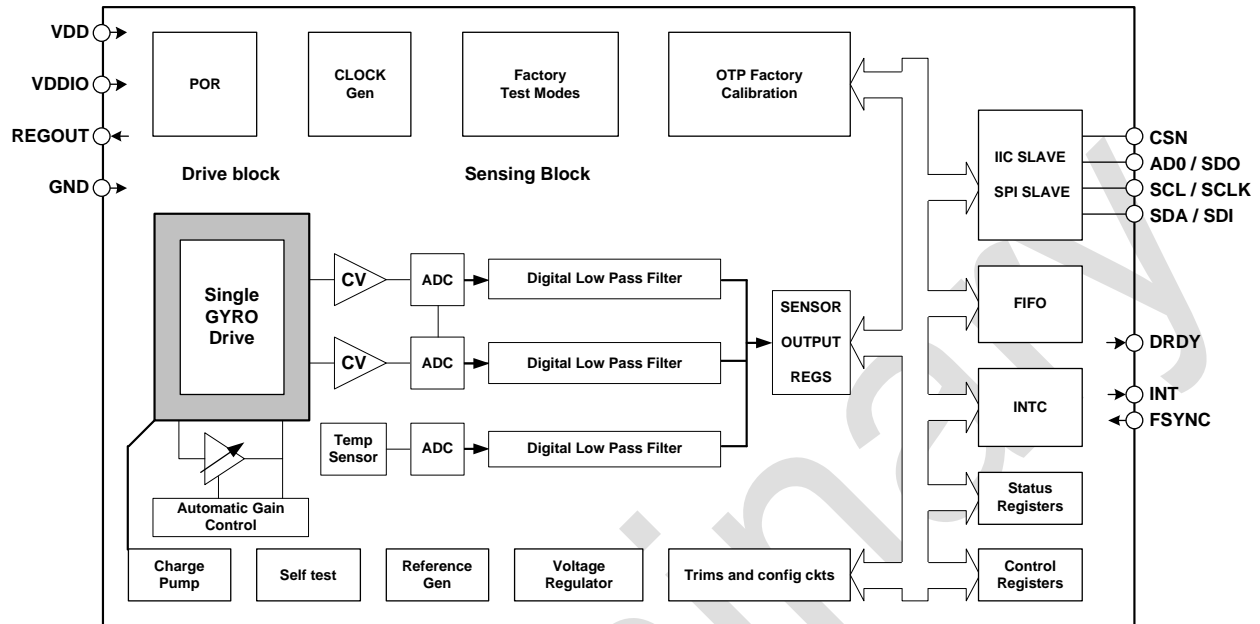 VDD
VDDIO
REGOUT
GND
POR
CLOCK
Gen
Factory
Test Modes
OTP Factory
Calibration
Drive block
Sensing Block
IIC SLAVE
SPI SLAVE
CSN
AD0 / SDO
SCL / SCLK
SDA / SDI
Single
GYRO
Drive
CV
ADC
Digital Low Pass Filter
CV
ADC
Digital Low Pass Filter
Temp
Sensor
ADC
Digital Low Pass Filter
SENSOR
OUTPUT
REGS
FIFO
DRDY
INTC
INT
FSYNC
Automatic Gain
Control
Status
Registers
Charge
Pump
Self test
Reference
Gen
Voltage
Regulator
Trims and config ckts
Control
Registers